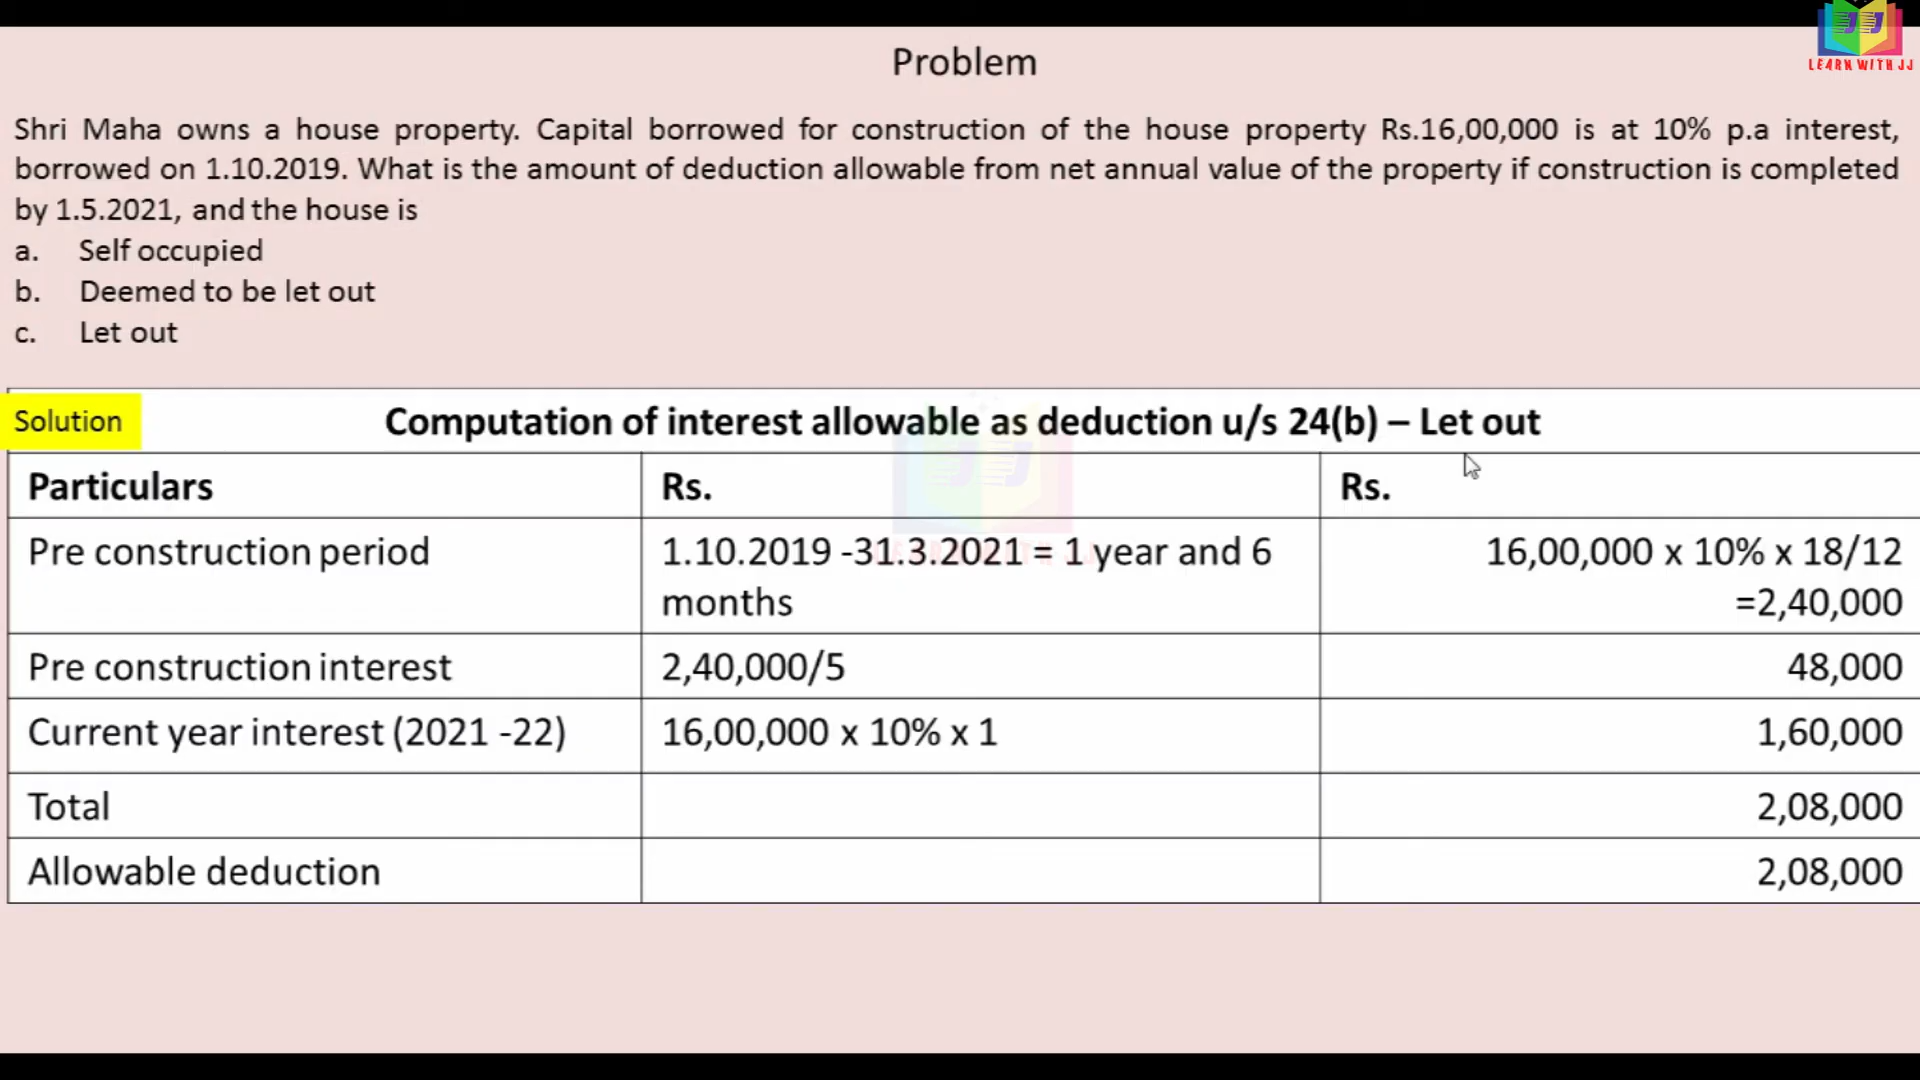 LEARN WITH JJ
Problem
Shri Maha owns a house property. Capital borrowed for construction of the house property Rs.16,00,000 is at 10% p.a interest,
borrowed on 1.10.2019. What is the amount of deduction allowable from net annual value of the property if construction is completed
by 1.5.2021, and the house is
a. Self occupied
b. Deemed to be let out
c. Let out
Solution
Computation of interest allowable as deduction u/s 24(b) – Let out
Particulars Rs. Rs.
Pre construction period 1.10.2019 -31.3.2021 = 1 year and 6 16,00,000 x 10% x 18/12
months =2,40,000
Pre construction interest 2,40,000/5 48,000
Current year interest (2021 -22) 16,00,000 x 10% x 1 1,60,000
Total 2,08,000
Allowable deduction 2,08,000